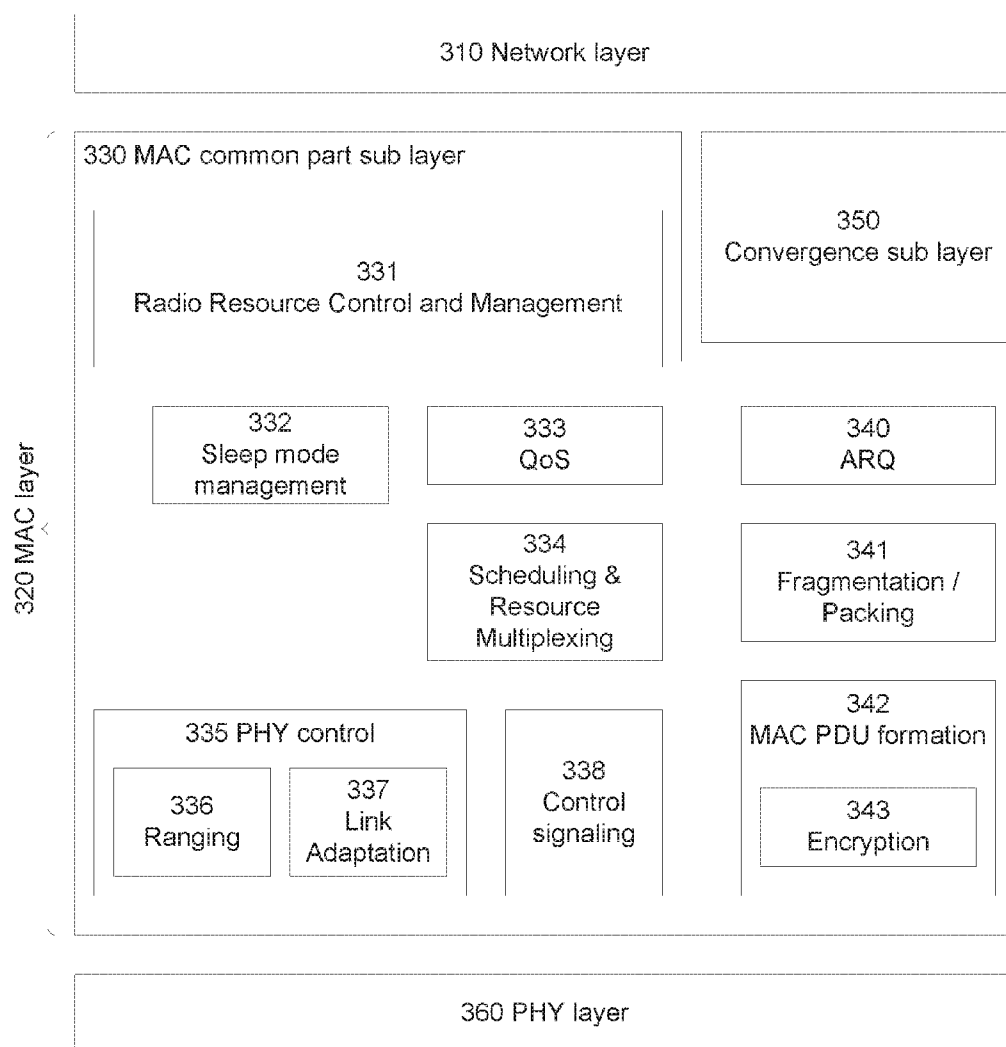 310 Network layer
330 MAC common part sub layer
331
Radio Resource Control and Management
350
Convergence sub layer
320 MAC layer
332
Sleep mode
management
333
QoS
340
ARQ
334
Scheduling &
Resource
Multiplexing
341
Fragmentation /
Packing
335 PHY control
336
Ranging
337
Link
Adaptation
338
Control
signaling
342
MAC PDU formation
343
Encryption
360 PHY layer